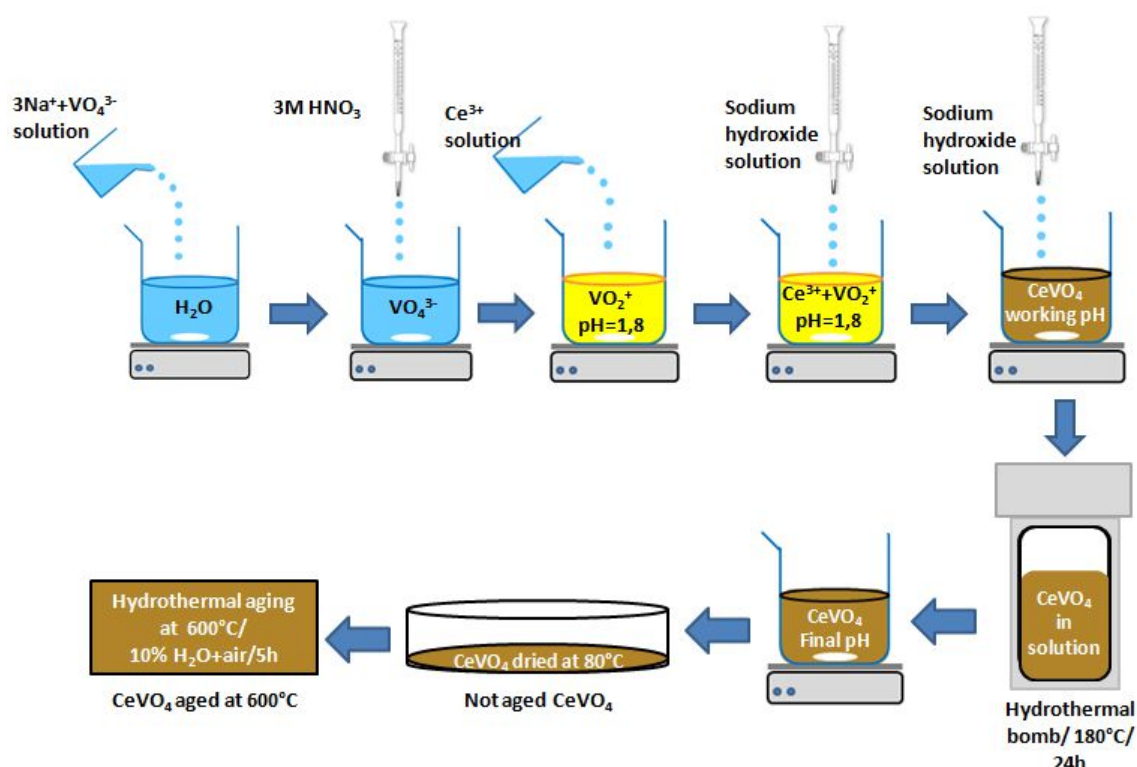 3Na⁺+VO₄³⁻
solution
H₂O
3M HNO₃
VO₄³⁻
Ce³⁺
solution
VO₂⁺
pH=1,8
Sodium
hydroxide
solution
Ce³⁺+VO₂⁺
pH=1,8
Sodium
hydroxide
solution
CeVO₄
working pH
CeVO₄
in
solution
Hydrothermal
bomb/ 180°C/
24h
CeVO₄
Final pH
CeVO₄ dried at 80°C
Not aged CeVO₄
Hydrothermal aging
at 600°C/
10% H₂O+air/5h
CeVO₄ aged at 600°C